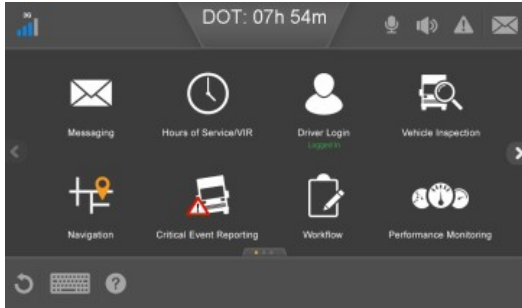 3G
DOT: 07h 54m
Messaging
Hours of Service/VIR
Driver Login
Logged In
Vehicle Inspection
Navigation
Critical Event Reporting
Workflow
Performance Monitoring
?